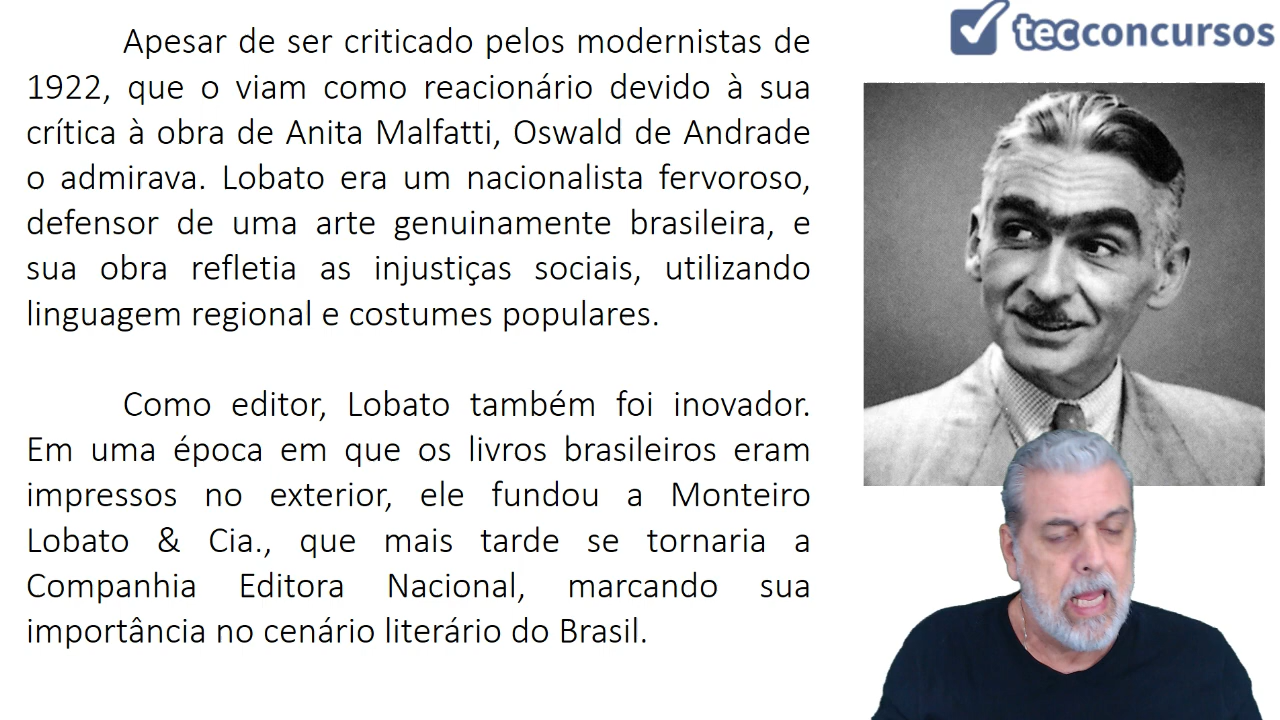 tecconcursos
Apesar de ser criticado pelos modernistas de
1922, que o viam como reacionário devido à sua
crítica à obra de Anita Malfatti, Oswald de Andrade
o admirava. Lobato era um nacionalista fervoroso,
defensor de uma arte genuinamente brasileira, e
sua obra refletia as injustiças sociais, utilizando
linguagem regional e costumes populares.
Como editor, Lobato também foi inovador.
Em uma época em que os livros brasileiros eram
impressos no exterior, ele fundou a Monteiro
Lobato & Cia., que mais tarde se tornaria a
Companhia Editora Nacional, marcando sua
importância no cenário literário do Brasil.